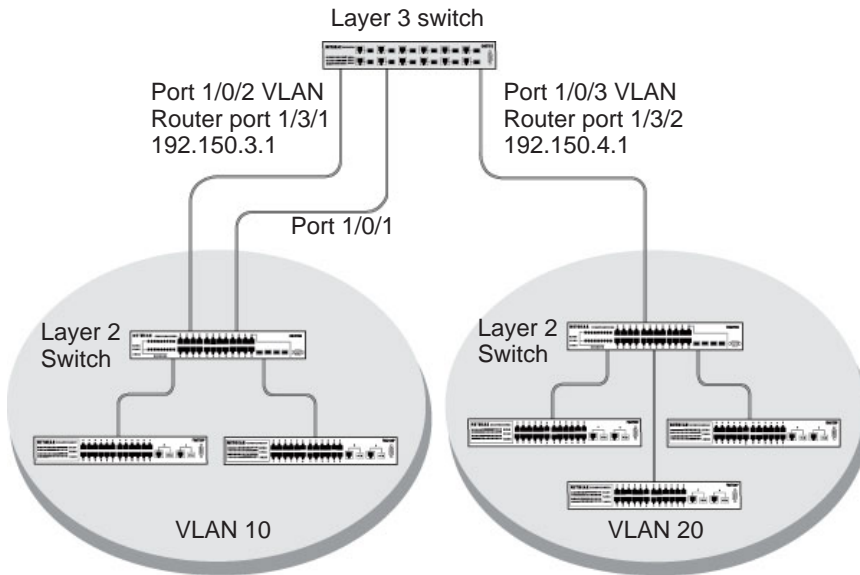 Layer 3 switch
Port 1/0/2 VLAN
Router port 1/3/1
192.150.3.1
Port 1/0/3 VLAN
Router port 1/3/2
192.150.4.1
Port 1/0/1
Layer 2
Switch
Layer 2
Switch
VLAN 10
VLAN 20